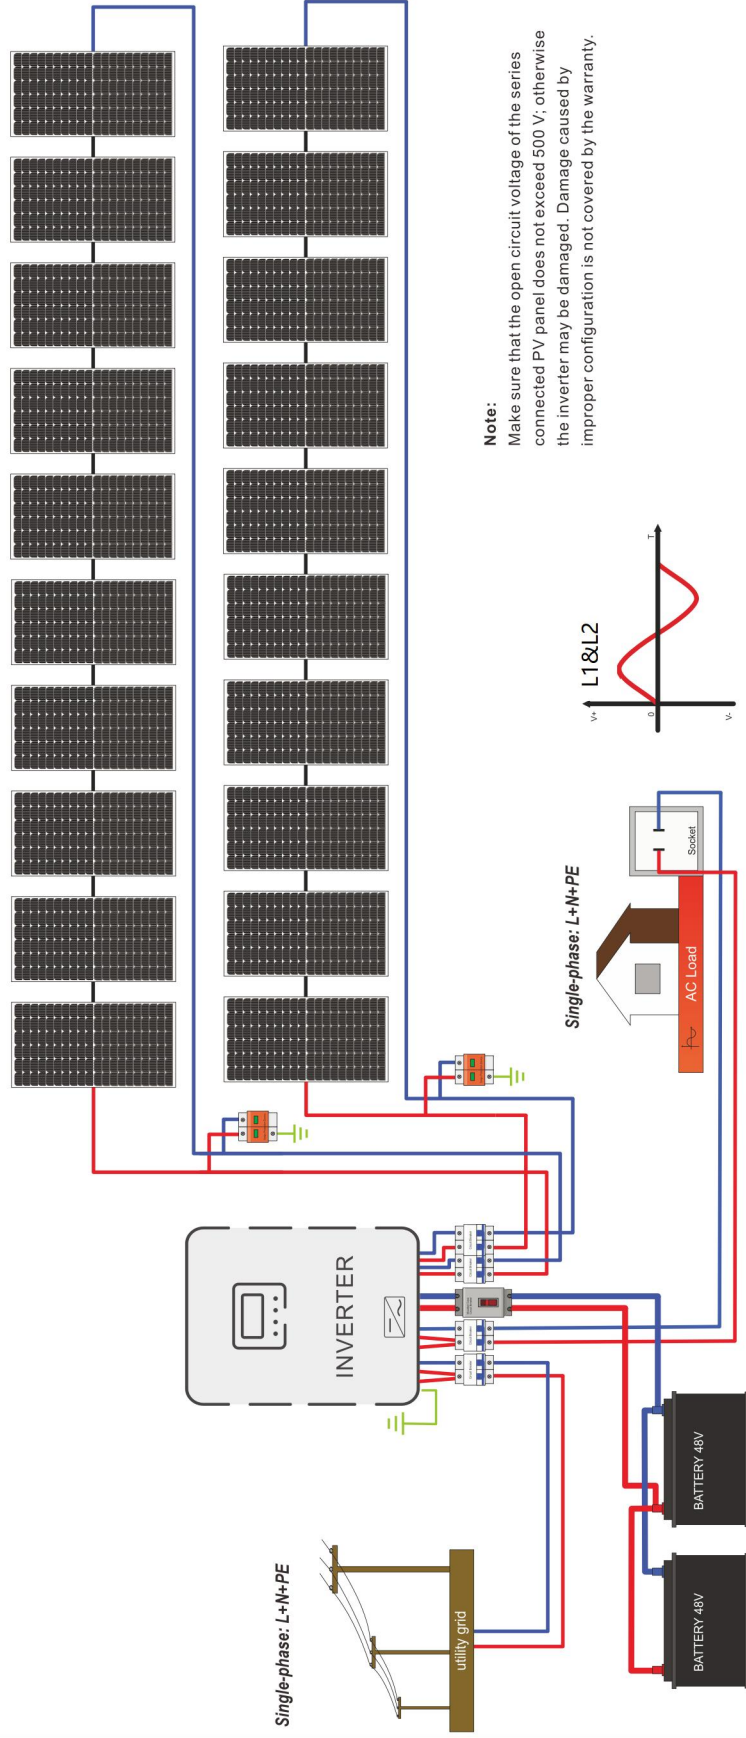 Note:
Make sure that the open circuit voltage of the series
connected PV panel does not exceed 500 V; otherwise
the inverter may be damaged. Damage caused by
improper configuration is not covered by the warranty.
L1&L2
V+
0
V-
T
INVERTER
Single-phase: L+N+PE
Socket
AC Load
Single-phase: L+N+PE
utility grid
BATTERY 48V
BATTERY 48V